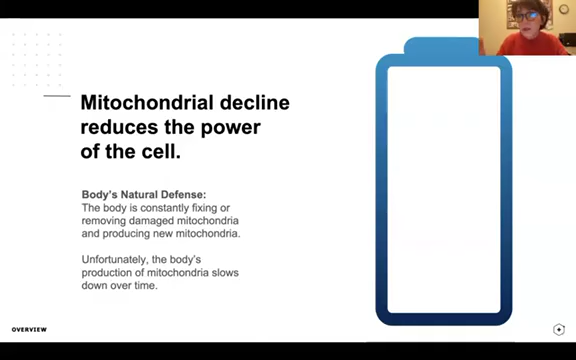 Mitochondrial decline
reduces the power
of the cell.
Body's Natural Defense:
The body is constantly fixing or
removing damaged mitochondria
and producing new mitochondria.
Unfortunately, the body's
production of mitochondria slows
down over time.
OVERVIEW